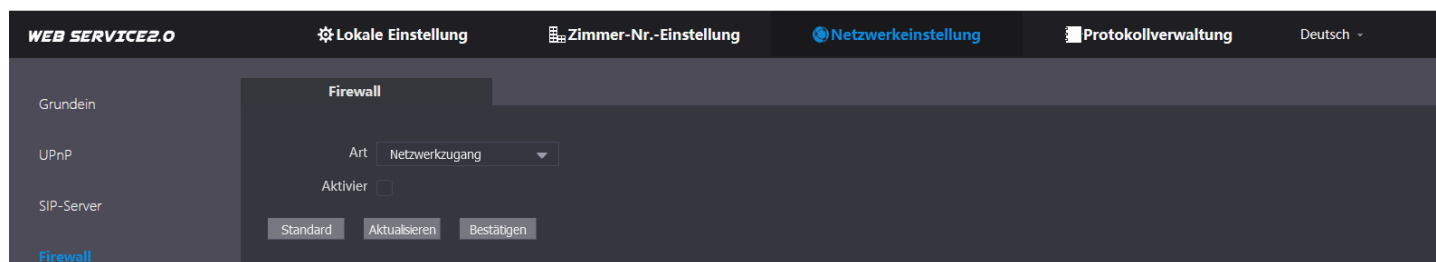 WEB SERVICE2.0 Lokale Einstellung Zimmer-Nr.-Einstellung Netzwerkeinstellung Protokollverwaltung Deutsch
Firewall
Grundein
UPnP
Art Netzwerkzugang
Aktivier
SIP-Server
Standard Aktualisieren Bestätigen
Firewall